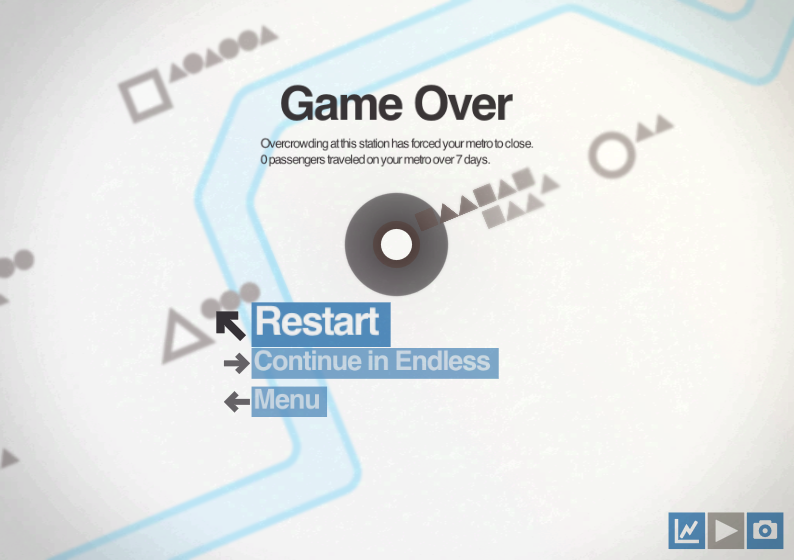 Game Over
Overcrowding at this station has forced your metro to close.
0 passengers traveled on your metro over 7 days.
Restart
Continue in Endless
Menu